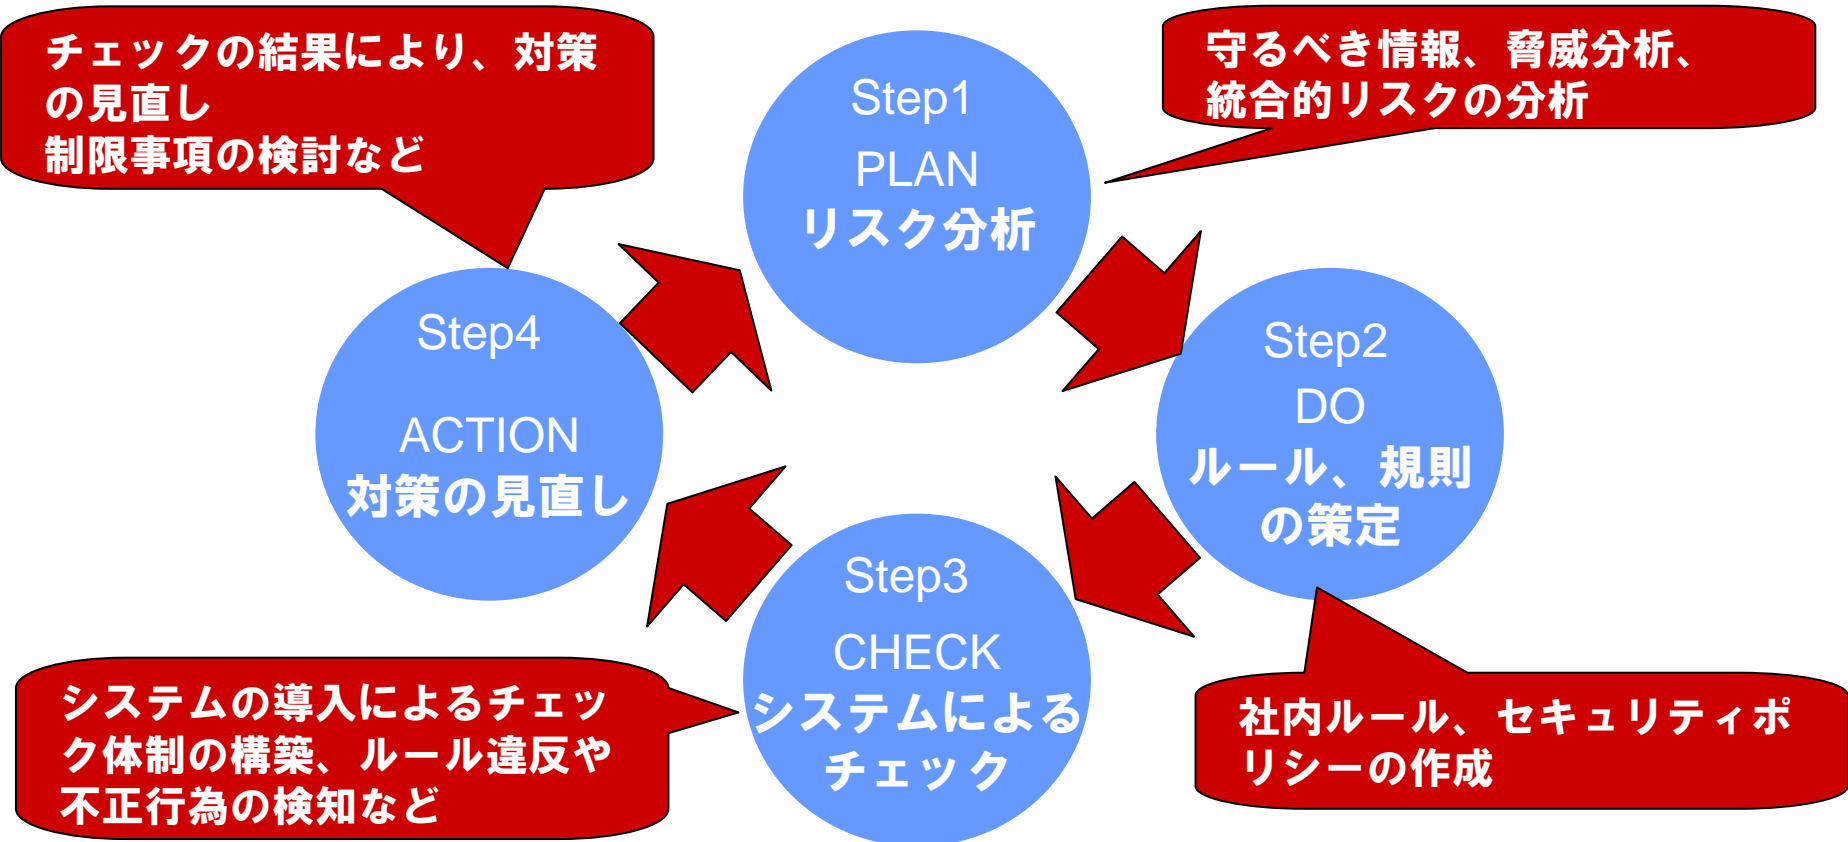 チェックの結果により、対策
の見直し
制限事項の検討など
Step1
PLAN
リスク分析
守るべき情報、脅威分析、
統合的リスクの分析
Step4
ACTION
対策の見直し
Step2
DO
ルール、規則
の策定
Step3
CHECK
システムによる
チェック
システムの導入によるチェッ
ク体制の構築、ルール違反や
不正行為の検知など
社内ルール、セキュリティポ
リシーの作成